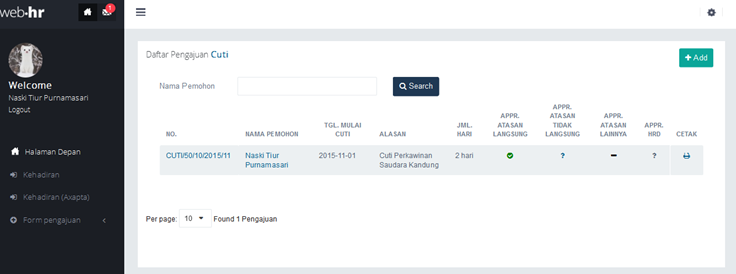 web·hr
1
Welcome
Naski Tiur Purnamasari
Logout
Halaman Depan
Kehadiran
Kehadiran (Axapta)
Form pengajuan
Daftar Pengajuan Cuti
+ Add
Nama Pemohon
Search
NO.
NAMA PEMOHON
TGL. MULAI
CUTI
ALASAN
JML.
HARI
APPR.
ATASAN
LANGSUNG
APPR.
ATASAN
TIDAK
LANGSUNG
APPR.
ATASAN
LAINNYA
APPR.
HRD
CETAK
CUTI/50/10/2015/11
Naski Tiur
Purnamasari
2015-11-01
Cuti Perkawinan
Saudara Kandung
2 hari
?
-
?
Per page: 10 Found 1 Pengajuan